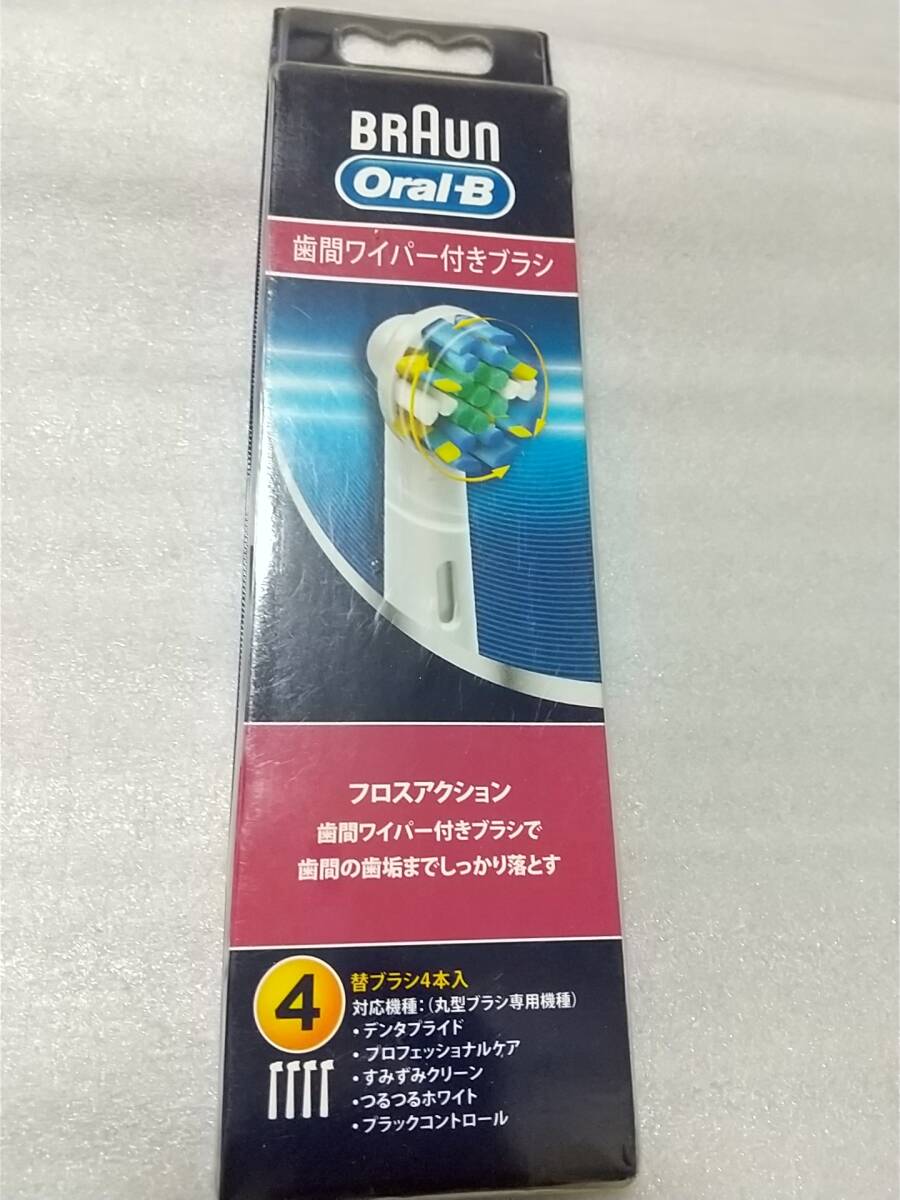 BRAUN
Oral-B
歯間ワイパー付きブラシ
フロスアクション
歯間ワイパー付きブラシで
歯間の歯垢までしっかり落とす
4
替ブラシ4本入
対応機種:(丸型ブラシ専用機種)
・デンタプライド
・プロフェッショナルケア
・すみずみクリーン
・つるつるホワイト
・プラックコントロール